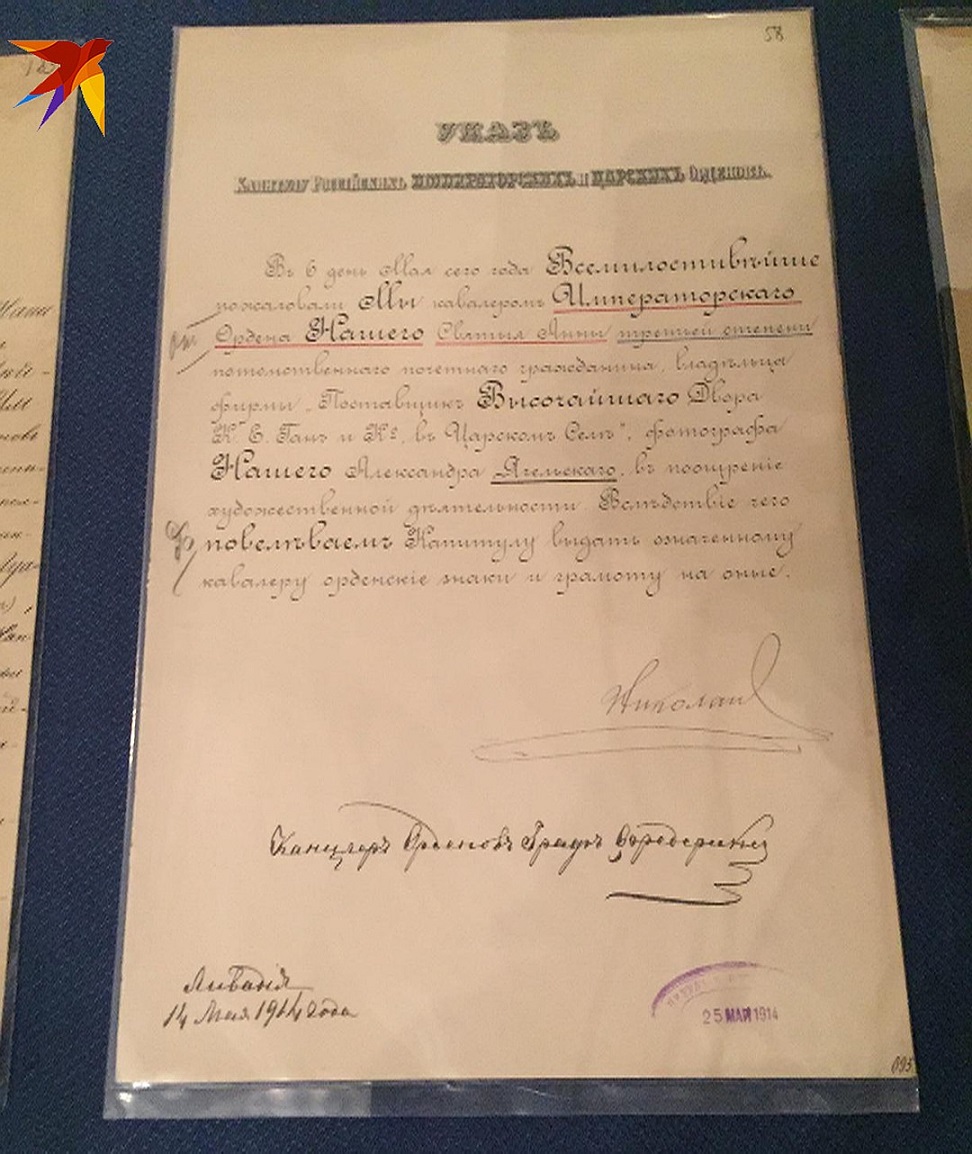 58
УКАЗЪ
Капитулу Россійскихъ ИМПЕРАТОРСКИХЪ и ЦАРСКИХЪ Орденовъ.
Въ 6 день Мая сего года Всемилостивѣйше
пожаловали Мы кавалеромъ Императорскаго
Ордена Нашего Святыя Анны третьей степени
потомственнаго почетнаго гражданина, владѣльца
фирмы „Поставщикъ Высочайшаго Двора
К. Е. Ганъ и Ко, въ Царскомъ Селѣ", фотографа
Нашего Александра Ягельскаго, въ поощреніе
художественной дѣятельности. Вслѣдствіе чего
повелѣваемъ Капитулу выдать означенному
кавалеру орденскіе знаки и грамоту на оные.
Николай
Канцлеръ Орденовъ Графъ Фредериксъ
Ливадія
14 Мая 1914 года
25 МАЙ 1914